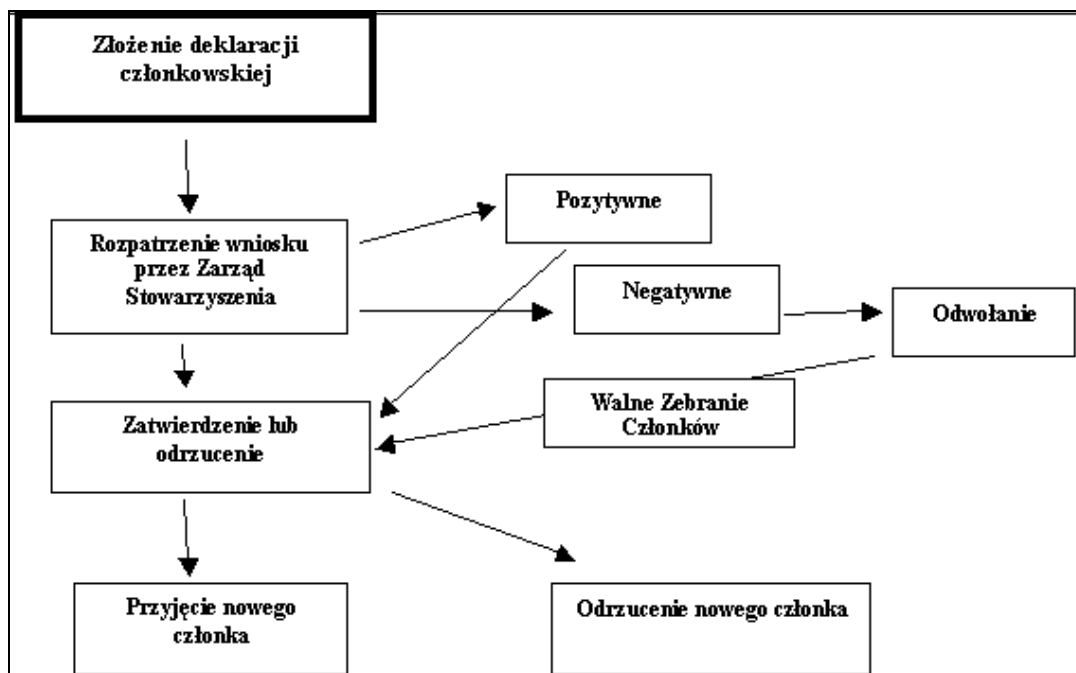 Złożenie deklaracji
członkowskiej
Pozytywne
Rozpatrzenie wniosku
przez Zarząd
Stowarzyszenia
Negatywne
Odwołanie
Walne Zebranie
Członków
Zatwierdzenie lub
odrzucenie
Przyjęcie nowego
członka
Odrzucenie nowego członka